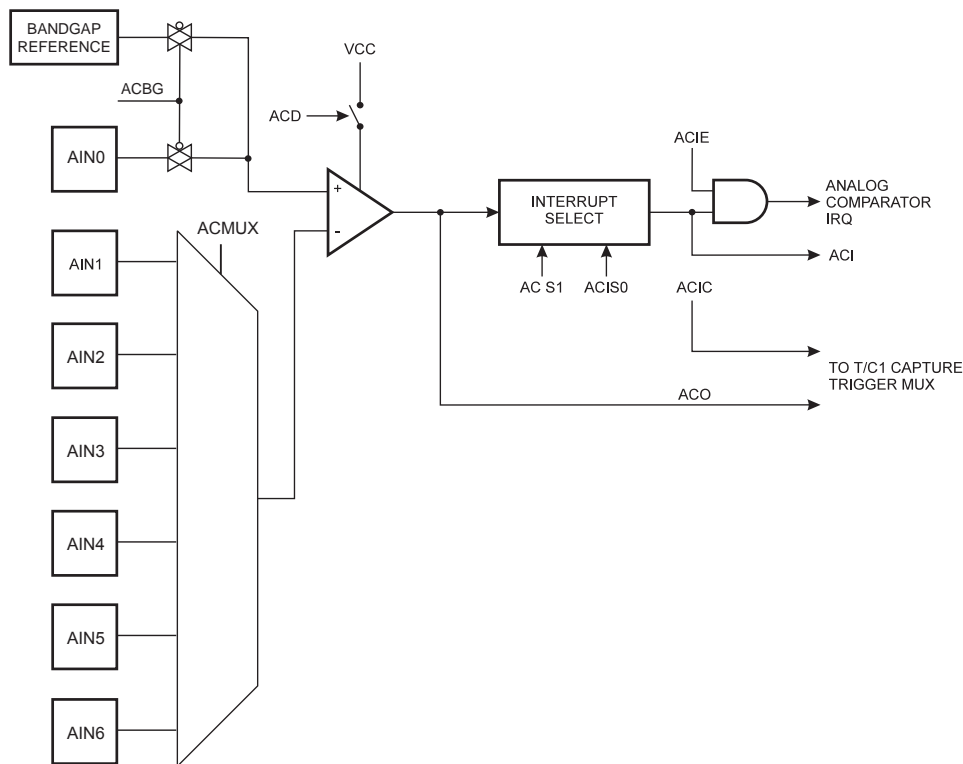 BANDGAP
REFERENCE
VCC
ACBG
ACD
AIN0
ACIE
+
INTERRUPT
SELECT
ANALOG
COMPARATOR
IRQ
ACMUX
-
AIN1
ACI
AC S1
ACIS0
ACIC
AIN2
TO T/C1 CAPTURE
TRIGGER MUX
ACO
AIN3
AIN4
AIN5
AIN6